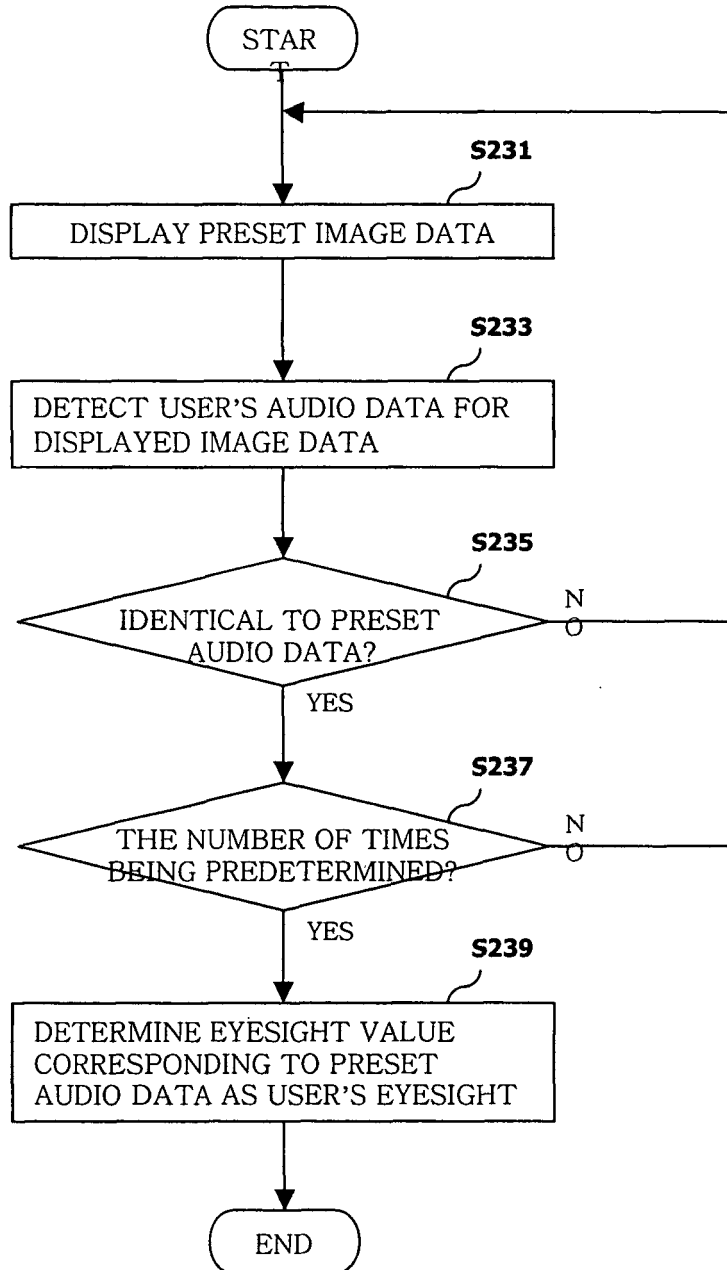 STAR
T
S231
DISPLAY PRESET IMAGE DATA
S233
DETECT USER'S AUDIO DATA FOR
DISPLAYED IMAGE DATA
S235
IDENTICAL TO PRESET
AUDIO DATA?
N
O
YES
S237
THE NUMBER OF TIMES
BEING PREDETERMINED?
N
O
YES
S239
DETERMINE EYESIGHT VALUE
CORRESPONDING TO PRESET
AUDIO DATA AS USER'S EYESIGHT
END